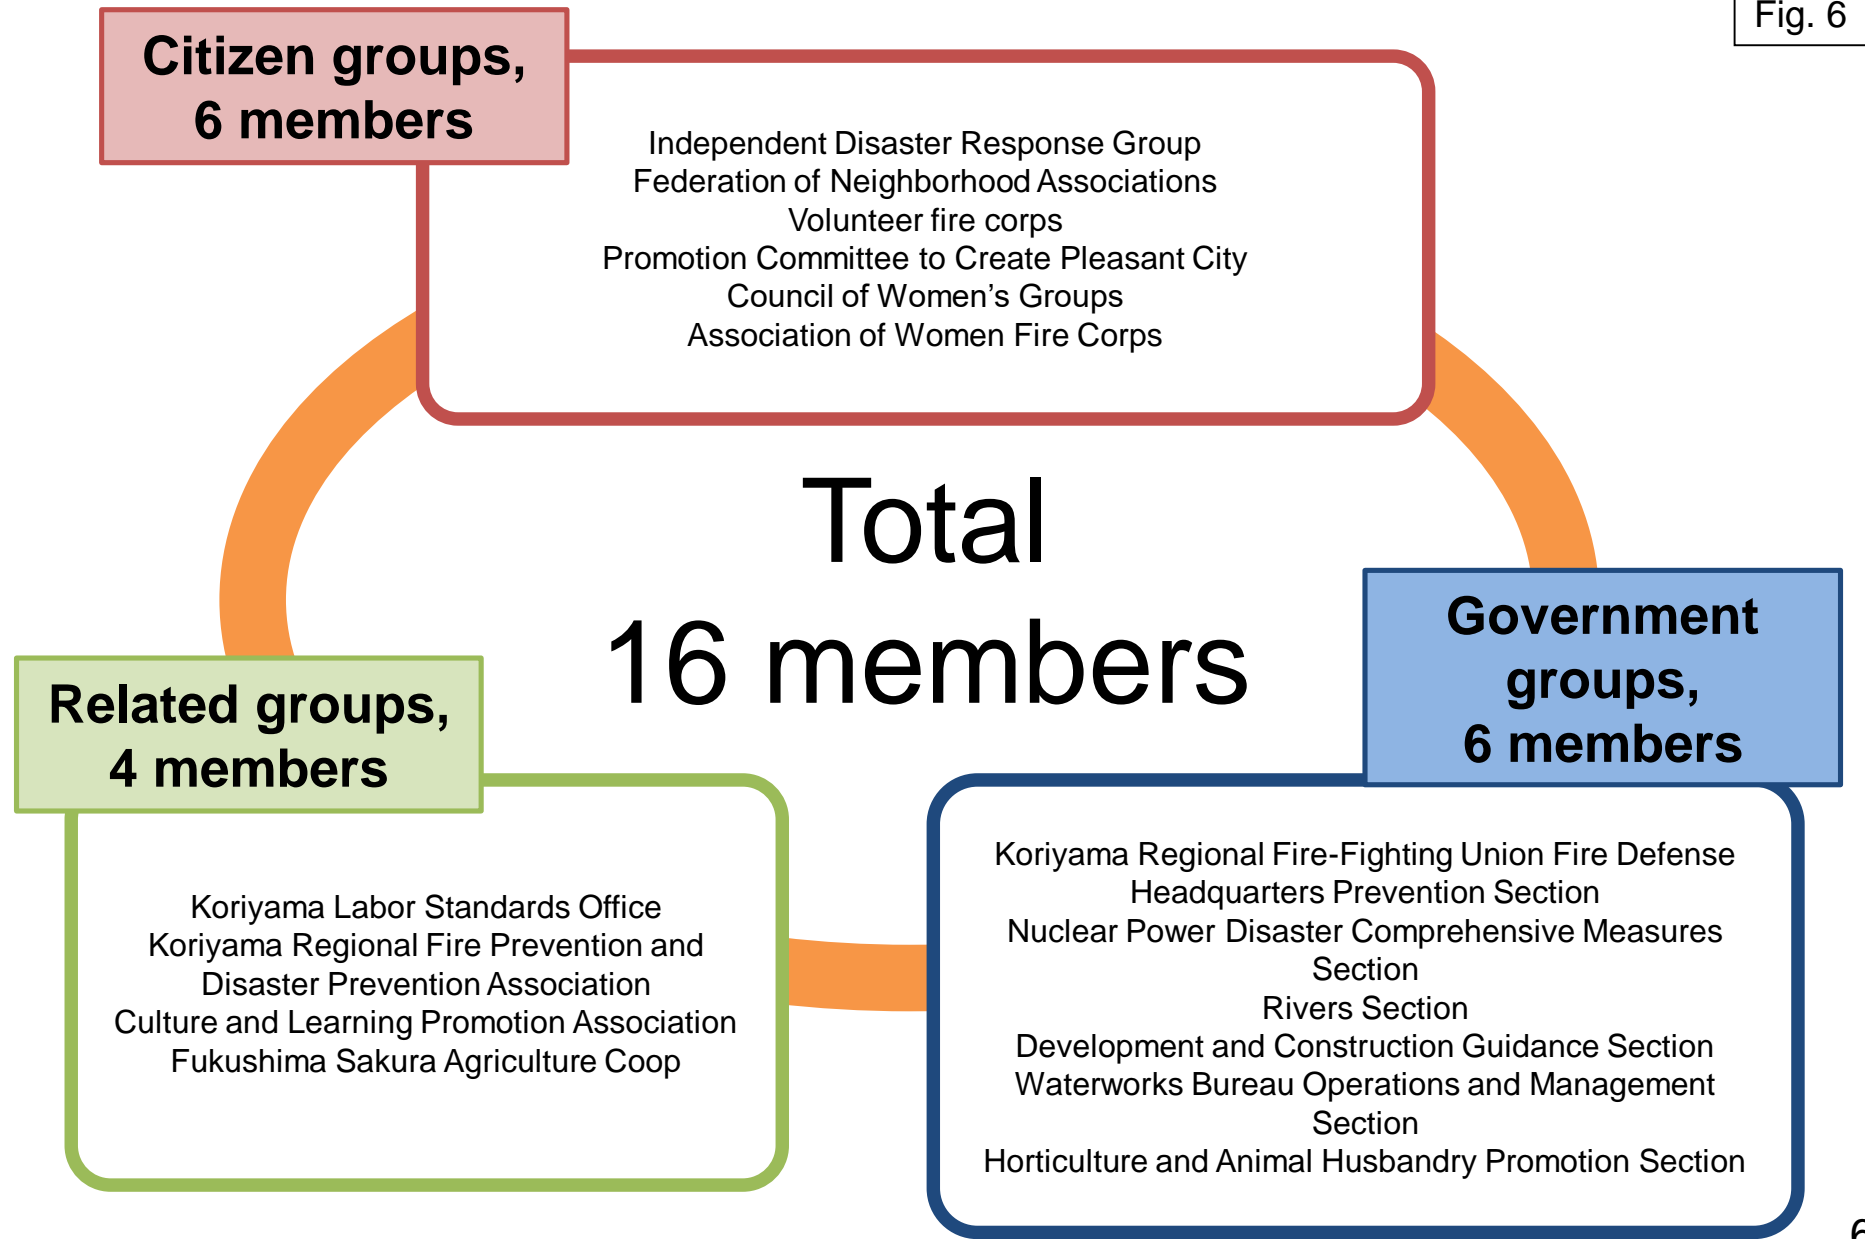 Fig. 6
Citizen groups,
6 members
Independent Disaster Response Group
Federation of Neighborhood Associations
Volunteer fire corps
Promotion Committee to Create Pleasant City
Council of Women’s Groups
Association of Women Fire Corps
Total
16 members
Government
groups,
6 members
Related groups,
4 members
Koriyama Labor Standards Office
Koriyama Regional Fire Prevention and
Disaster Prevention Association
Culture and Learning Promotion Association
Fukushima Sakura Agriculture Coop
Koriyama Regional Fire-Fighting Union Fire Defense
Headquarters Prevention Section
Nuclear Power Disaster Comprehensive Measures
Section
Rivers Section
Development and Construction Guidance Section
Waterworks Bureau Operations and Management
Section
Horticulture and Animal Husbandry Promotion Section
6